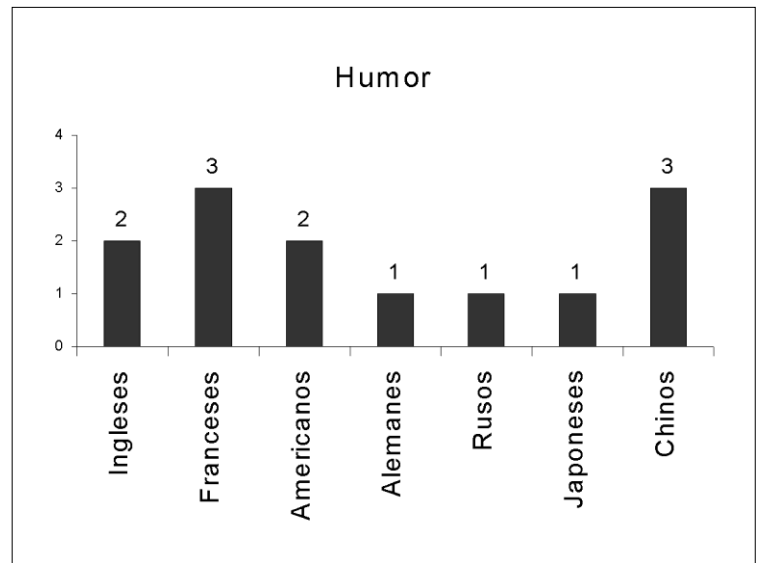 Humor
4
3
2
1
0
2
3
2
1
1
1
3
Ingleses
Franceses
Americanos
Alemanes
Rusos
Japoneses
Chinos